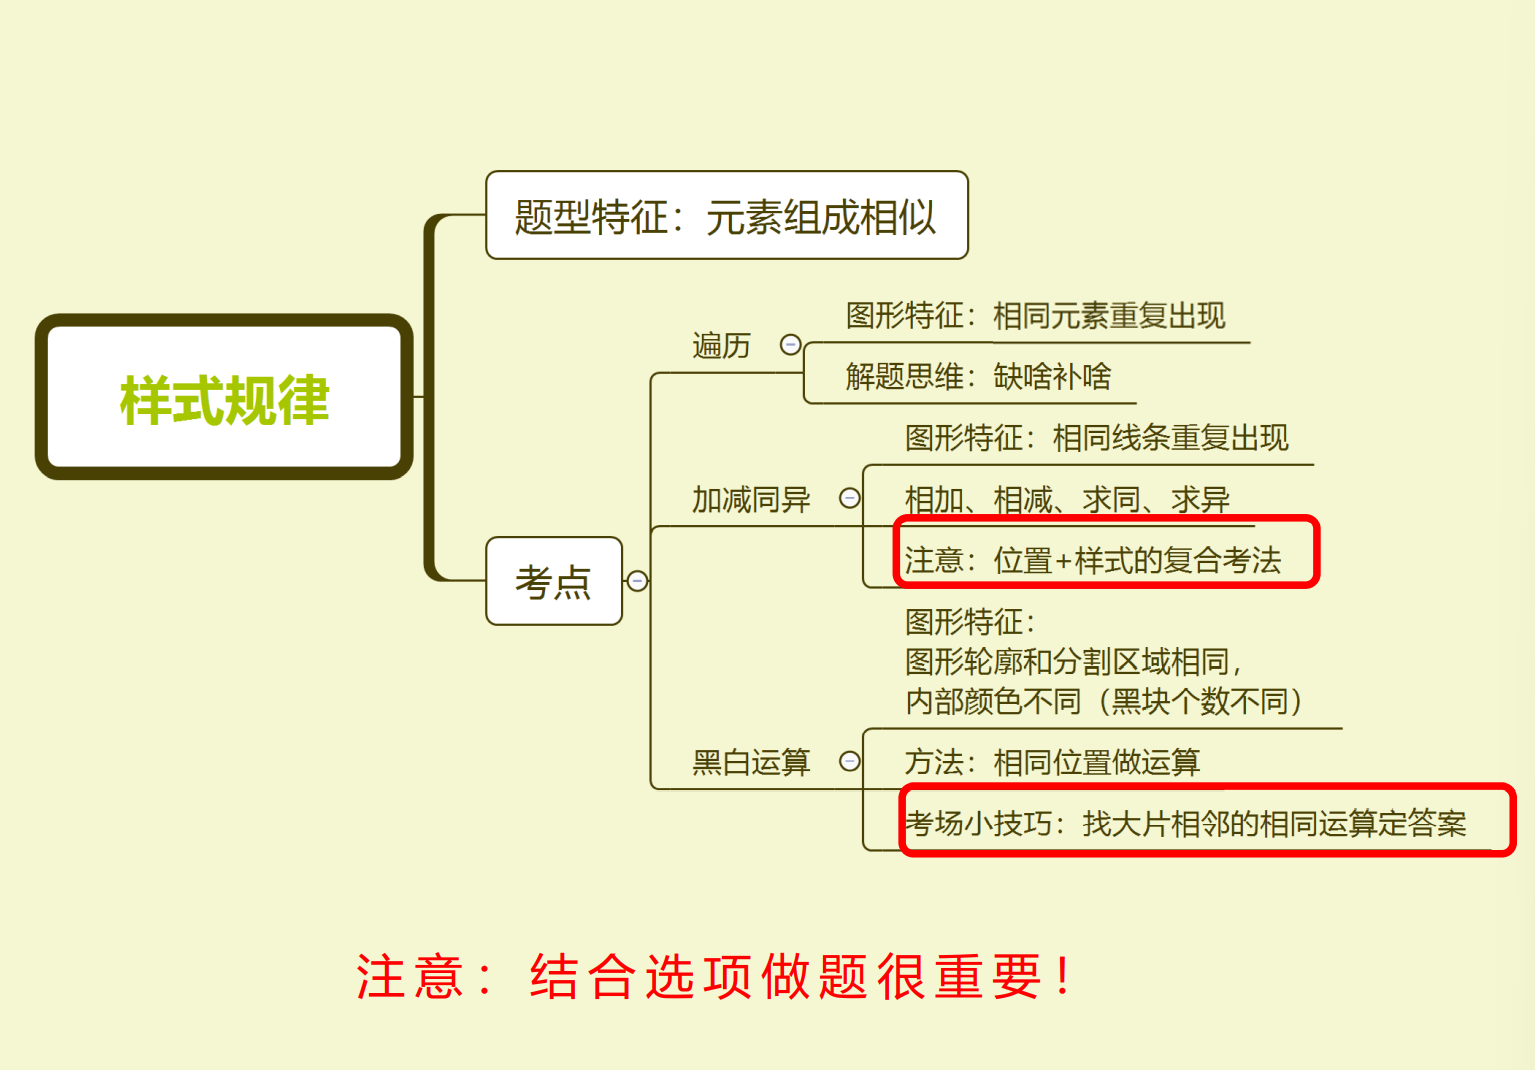 题型特征：元素组成相似
样式规律
遍历
图形特征：相同元素重复出现
解题思维：缺啥补啥
加减同异
图形特征：相同线条重复出现
相加、相减、求同、求异
注意：位置+样式的复合考法
考点
黑白运算
图形特征：
图形轮廓和分割区域相同，
内部颜色不同（黑块个数不同）
方法：相同位置做运算
考场小技巧：找大片相邻的相同运算定答案
注意：结合选项做题很重要！